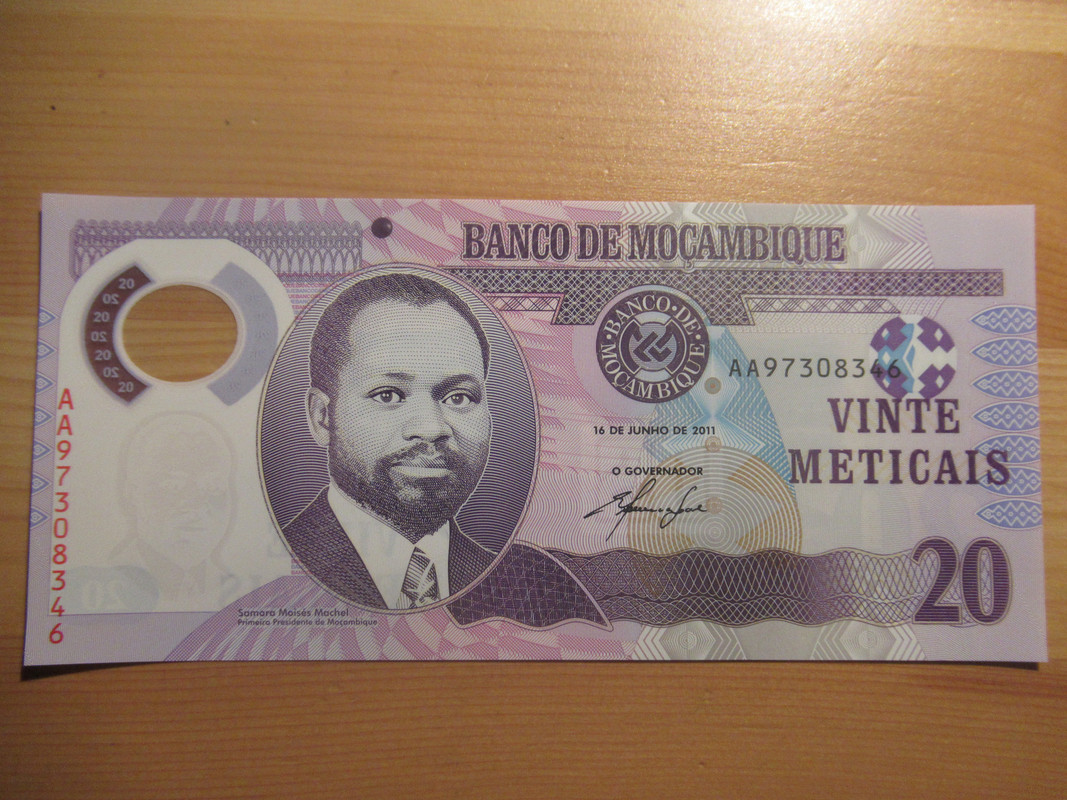 BANCO DE MOÇAMBIQUE
20
20
20
20
20
20
BANCO·DE·MOÇAMBIQUE
AA97308346
VINTE
METICAIS
16 DE JUNHO DE 2011
O GOVERNADOR
AA97308346
Samora Moisés Machel
Primeiro Presidente de Moçambique
20
20